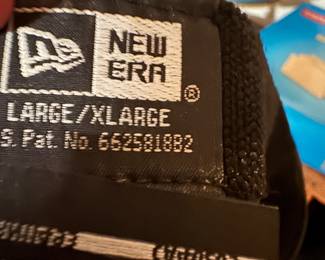 NEW
ERA
®
LARGE/XLARGE
S. Pat. No. 6625818B2